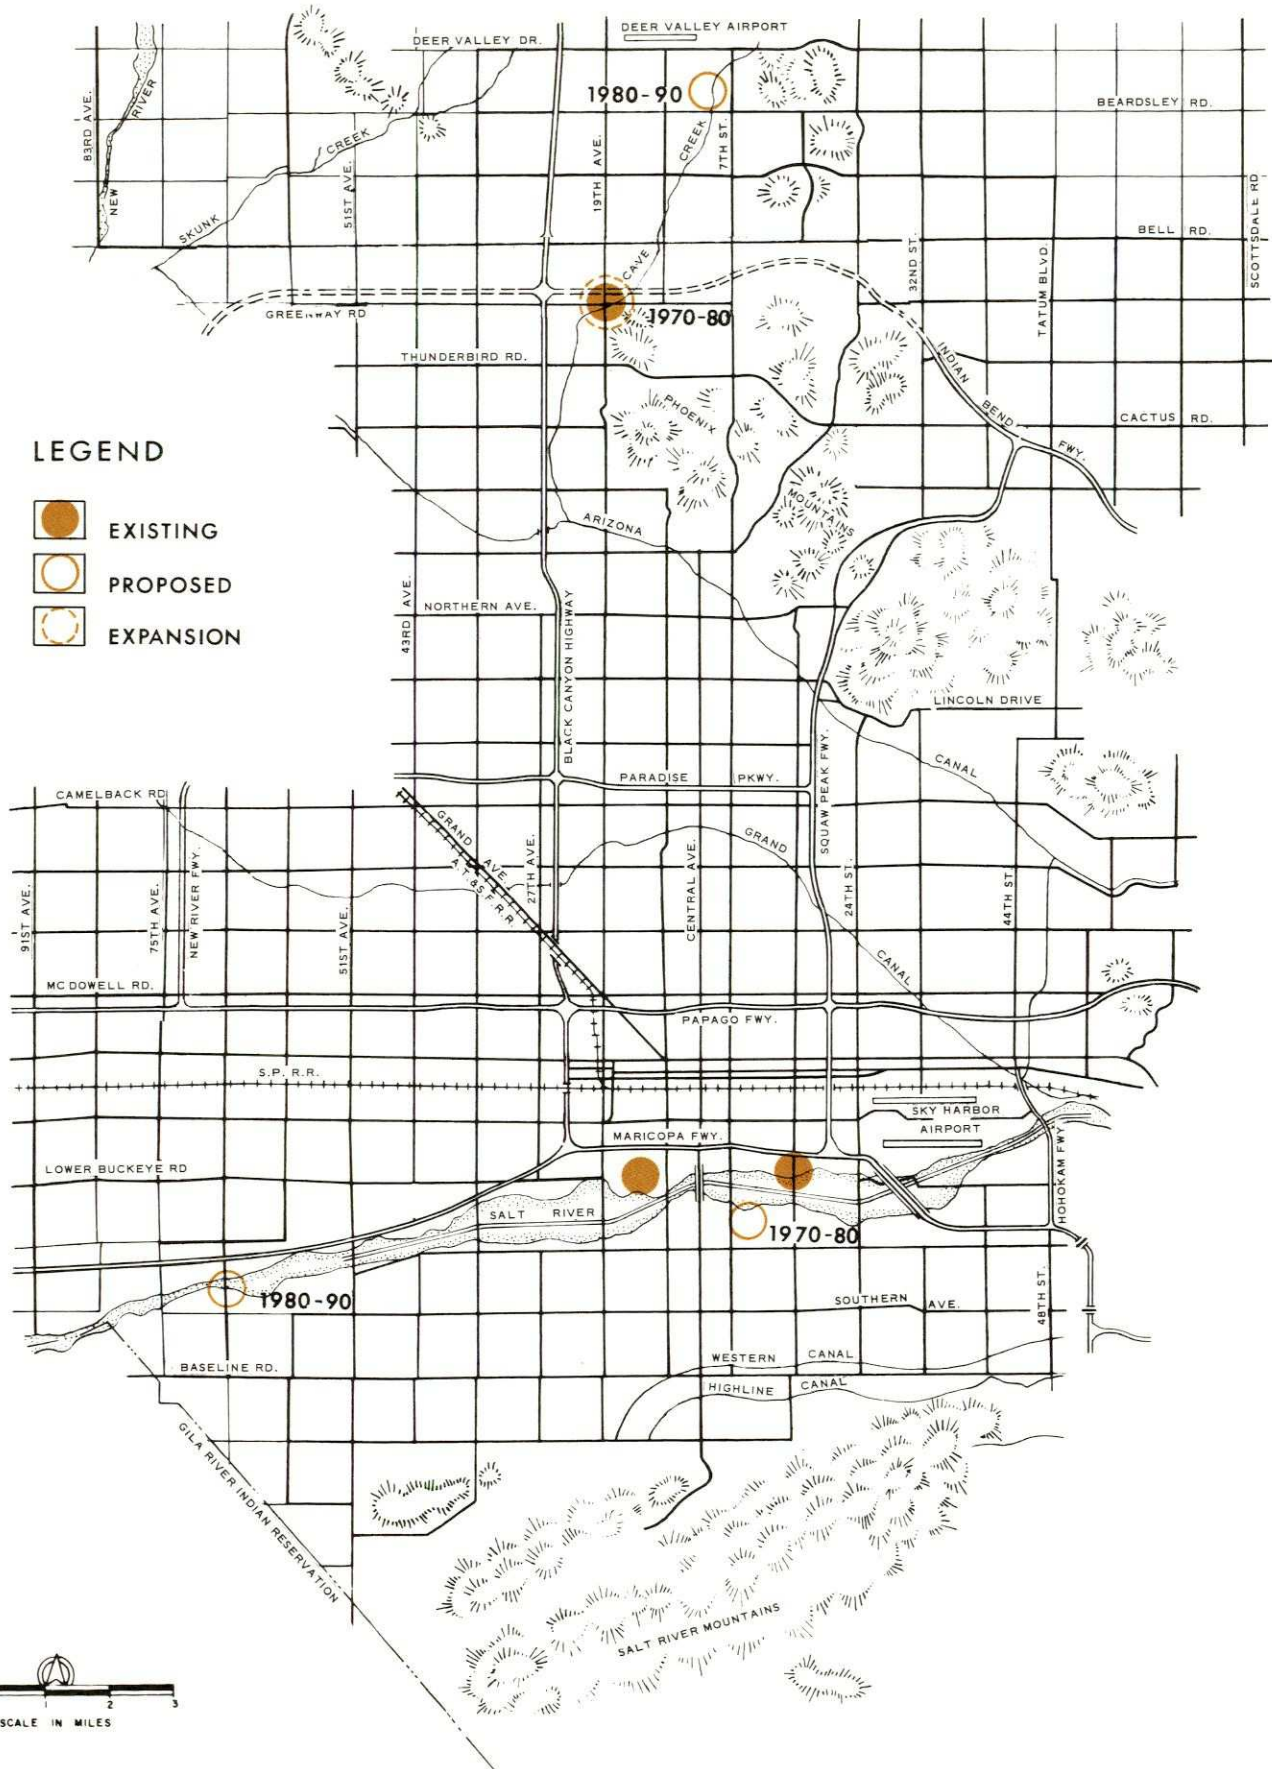 DEER VALLEY AIRPORT
DEER VALLEY DR.
1980-90
BEARDSLEY RD.
83RD AVE.
NEW RIVER
SKUNK CREEK
51ST AVE.
19TH AVE.
CAVE CREEK
7TH ST.
BELL RD.
SCOTTSDALE RD
32ND ST.
TATUM BLVD.
GREENWAY RD
1970-80
THUNDERBIRD RD.
INDIAN BEND FWY.
CACTUS RD.
PHOENIX MOUNTAINS
LEGEND
EXISTING
PROPOSED
EXPANSION
ARIZONA CANAL
43RD AVE.
NORTHERN AVE.
BLACK CANYON HIGHWAY
LINCOLN DRIVE
PARADISE PKWY.
SQUAW PEAK FWY.
CAMELBACK RD
GRAND AVE.
A.T.&S.F. R.R.
27TH AVE.
GRAND CANAL
91ST AVE.
75TH AVE.
NEW RIVER FWY.
51ST AVE.
CENTRAL AVE.
24TH ST.
44TH ST.
MC DOWELL RD.
PAPAGO FWY.
S.P. R.R.
SKY HARBOR
AIRPORT
MARICOPA FWY.
LOWER BUCKEYE RD
HOHOKAM FWY
SALT RIVER
1970-80
1980-90
SOUTHERN AVE.
48TH ST.
BASELINE RD.
WESTERN CANAL
HIGHLINE CANAL
GILA RIVER INDIAN RESERVATION
SALT RIVER MOUNTAINS
1 2 3
SCALE IN MILES